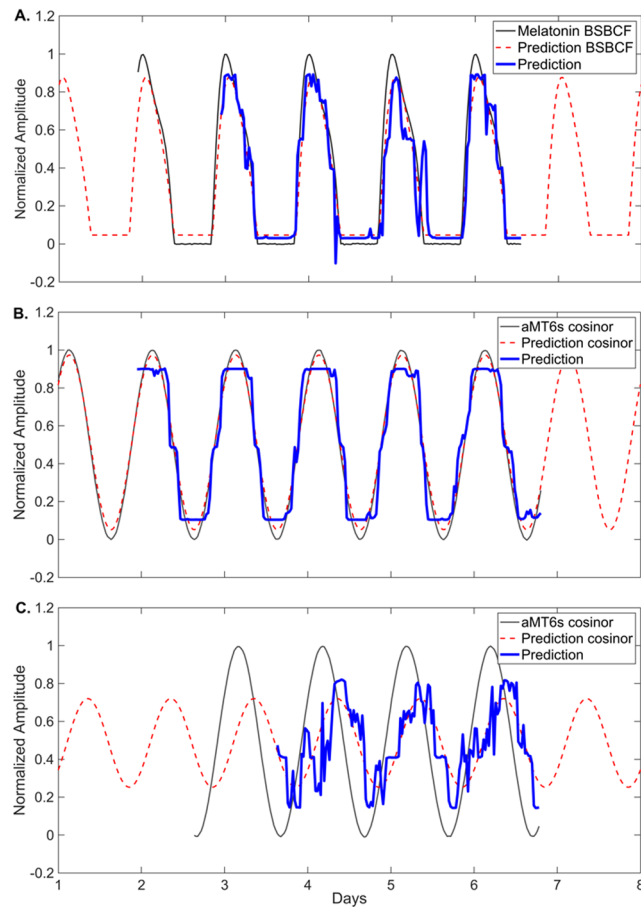 A.
1.2
1
0.8
0.6
0.4
0.2
0
-0.2
Normalized Amplitude
Melatonin BSBCF
Prediction BSBCF
Prediction
B.
1.2
1
0.8
0.6
0.4
0.2
0
-0.2
Normalized Amplitude
aMT6s cosinor
Prediction cosinor
Prediction
C.
1.2
1
0.8
0.6
0.4
0.2
0
-0.2
Normalized Amplitude
aMT6s cosinor
Prediction cosinor
Prediction
1 2 3 4 5 6 7 8
Days